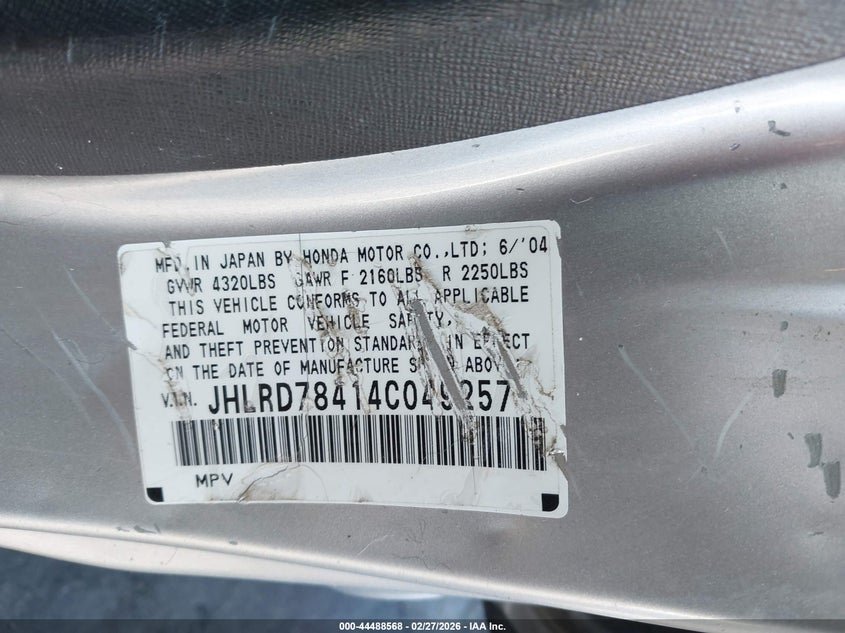 MFD IN JAPAN BY HONDA MOTOR CO.,LTD; 6/'04
GVWR 4320LBS GAWR F 2160LBS R 2250LBS
THIS VEHICLE CONFORMS TO ALL APPLICABLE
FEDERAL MOTOR VEHICLE SAFETY,
AND THEFT PREVENTION STANDARDS IN EFFECT
ON THE DATE OF MANUFACTURE SHOWN ABOVE
V.I.N. JHLRD78414C049257
MPV
000-44488568 - 02/27/2026 - Copyright IAA, Inc.